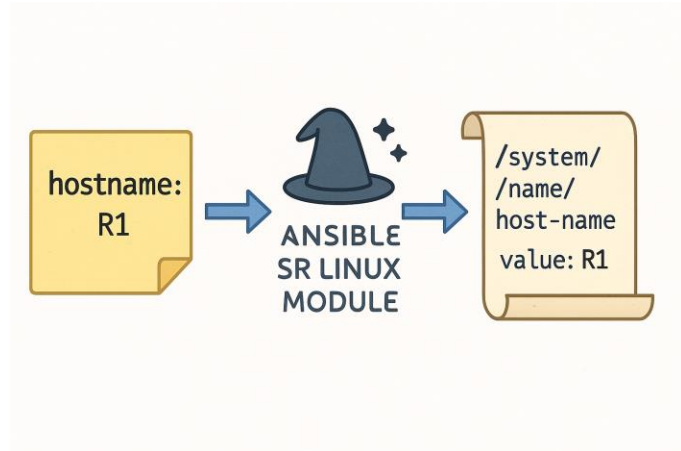 hostname:
R1
ANSIBLE
SR LINUX
MODULE
/system/
/name/
host-name
value: R1